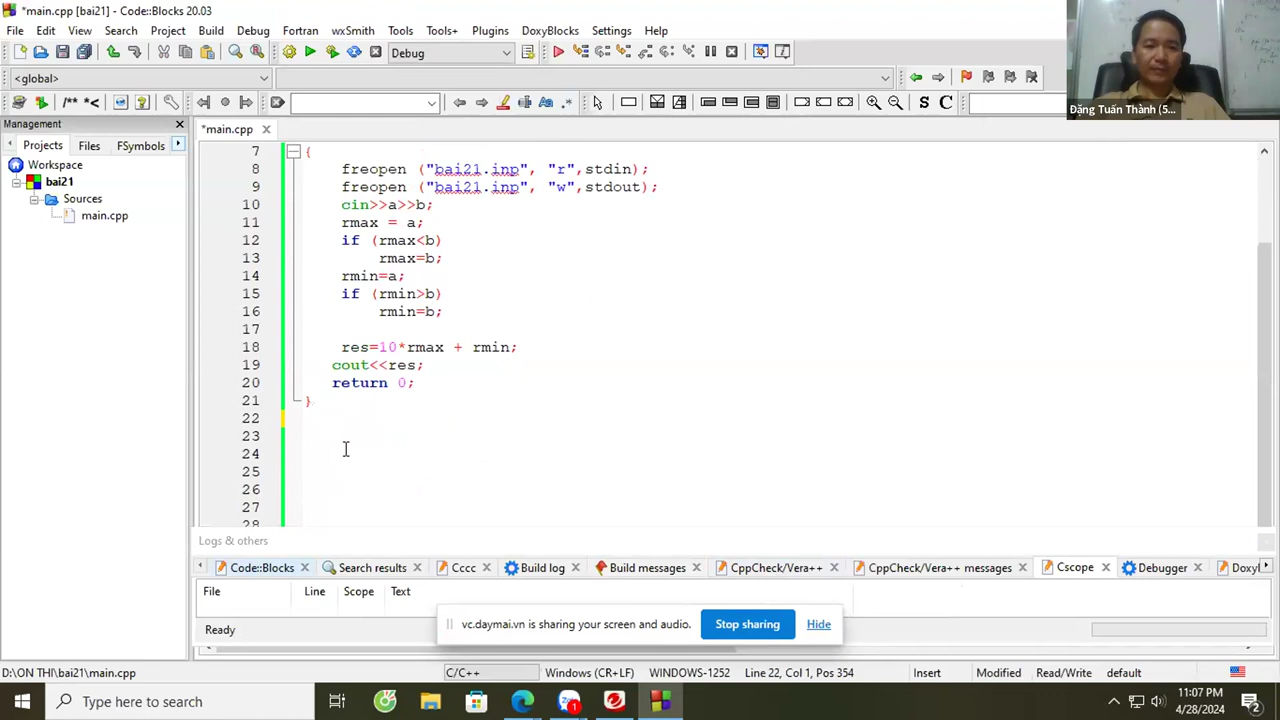 *main.cpp [bai21] - Code::Blocks 20.03
File Edit View Search Project Build Debug Fortran wxSmith Tools Tools+ Plugins DoxyBlocks Settings Help
Debug
<global>
/** *<
S C
Đặng Tuấn Thành (5...
Management
Projects Files FSymbols
*main.cpp
Workspace
bai21
Sources
main.cpp
7 {
8 freopen ("bai21.inp", "r",stdin);
9 freopen ("bai21.inp", "w",stdout);
10 cin>>a>>b;
11 rmax = a;
12 if (rmax<b)
13 rmax=b;
14 rmin=a;
15 if (rmin>b)
16 rmin=b;
17
18 res=10*rmax + rmin;
19 cout<<res;
20 return 0;
21 }
22
23
24
25
26
27
28
Logs & others
Code::Blocks Search results Cccc Build log Build messages CppCheck/Vera++ CppCheck/Vera++ messages Cscope Debugger Doxyl
File Line Scope Text
vc.daymai.vn is sharing your screen and audio. Stop sharing Hide
Ready
D:\ON THI\bai21\main.cpp C/C++ Windows (CR+LF) WINDOWS-1252 Line 22, Col 1, Pos 354 Insert Modified Read/Write default
Type here to search
1
11:07 PM
4/28/2024
2